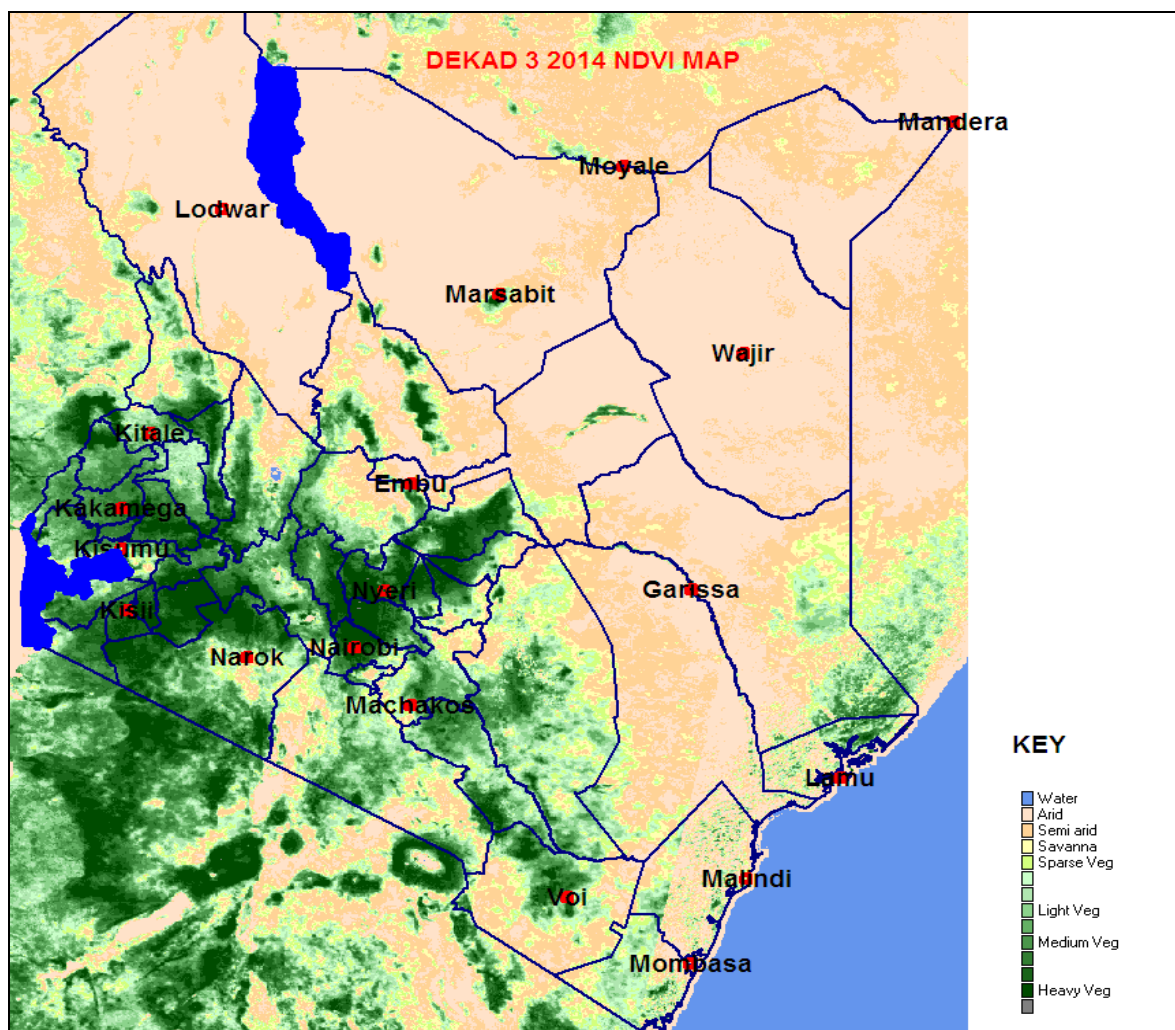 DEKAD 3 2014 NDVI MAP
Mandera
Moyale
Lodwar
Marsabit
Wajir
Kitale
Embu
Kakamega
Kisumu
Nyeri
Garissa
Kisii
Nairobi
Narok
Machakos
Lamu
Malindi
Voi
Mombasa
KEY
Water
Arid
Semi arid
Savanna
Sparse Veg
Light Veg
Medium Veg
Heavy Veg